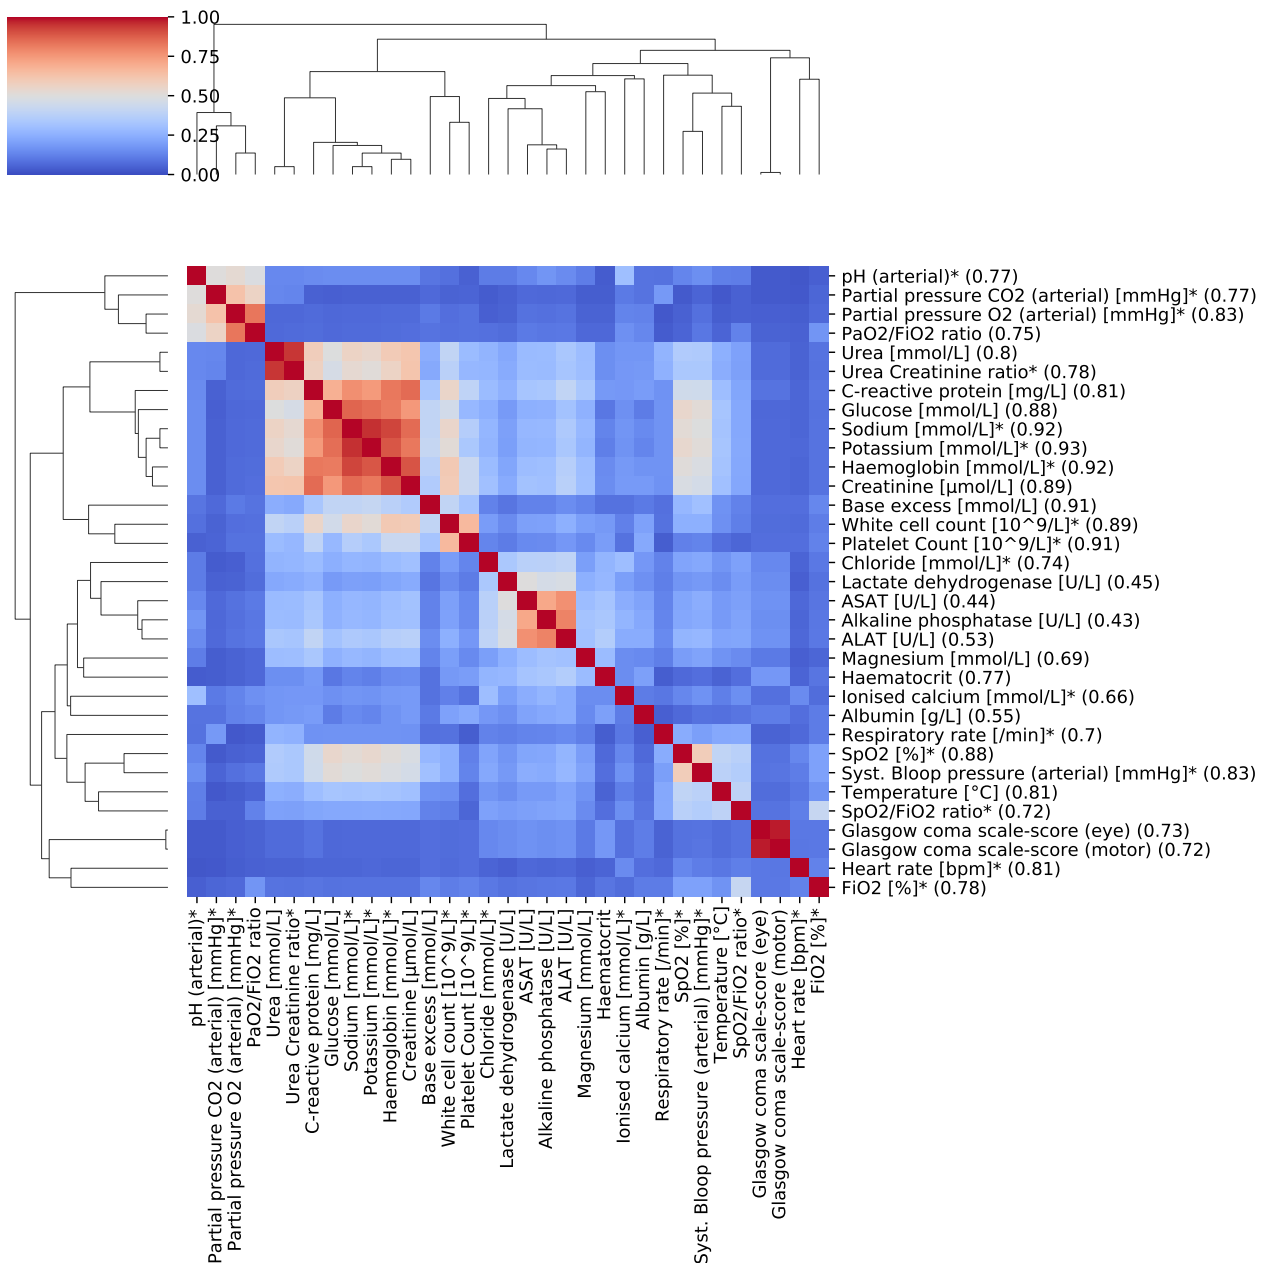 1.00
0.75
0.50
0.25
0.00
pH (arterial)* (0.77)
Partial pressure CO2 (arterial) [mmHg]* (0.77)
Partial pressure O2 (arterial) [mmHg]* (0.83)
PaO2/FiO2 ratio (0.75)
Urea [mmol/L] (0.8)
Urea Creatinine ratio* (0.78)
C-reactive protein [mg/L] (0.81)
Glucose [mmol/L] (0.88)
Sodium [mmol/L]* (0.92)
Potassium [mmol/L]* (0.93)
Haemoglobin [mmol/L]* (0.92)
Creatinine [µmol/L] (0.89)
Base excess [mmol/L] (0.91)
White cell count [10^9/L]* (0.89)
Platelet Count [10^9/L]* (0.91)
Chloride [mmol/L]* (0.74)
Lactate dehydrogenase [U/L] (0.45)
ASAT [U/L] (0.44)
Alkaline phosphatase [U/L] (0.43)
ALAT [U/L] (0.53)
Magnesium [mmol/L] (0.69)
Haematocrit (0.77)
Ionised calcium [mmol/L]* (0.66)
Albumin [g/L] (0.55)
Respiratory rate [/min]* (0.7)
SpO2 [%]* (0.88)
Syst. Bloop pressure (arterial) [mmHg]* (0.83)
Temperature [°C] (0.81)
SpO2/FiO2 ratio* (0.72)
Glasgow coma scale-score (eye) (0.73)
Glasgow coma scale-score (motor) (0.72)
Heart rate [bpm]* (0.81)
FiO2 [%]* (0.78)
pH (arterial)*
Partial pressure CO2 (arterial) [mmHg]*
Partial pressure O2 (arterial) [mmHg]*
PaO2/FiO2 ratio
Urea [mmol/L]
Urea Creatinine ratio*
C-reactive protein [mg/L]
Glucose [mmol/L]
Sodium [mmol/L]*
Potassium [mmol/L]*
Haemoglobin [mmol/L]*
Creatinine [µmol/L]
Base excess [mmol/L]
White cell count [10^9/L]*
Platelet Count [10^9/L]*
Chloride [mmol/L]*
Lactate dehydrogenase [U/L]
ASAT [U/L]
Alkaline phosphatase [U/L]
ALAT [U/L]
Magnesium [mmol/L]
Haematocrit
Ionised calcium [mmol/L]*
Albumin [g/L]
Respiratory rate [/min]*
SpO2 [%]*
Syst. Bloop pressure (arterial) [mmHg]*
Temperature [°C]
SpO2/FiO2 ratio*
Glasgow coma scale-score (eye)
Glasgow coma scale-score (motor)
Heart rate [bpm]*
FiO2 [%]*